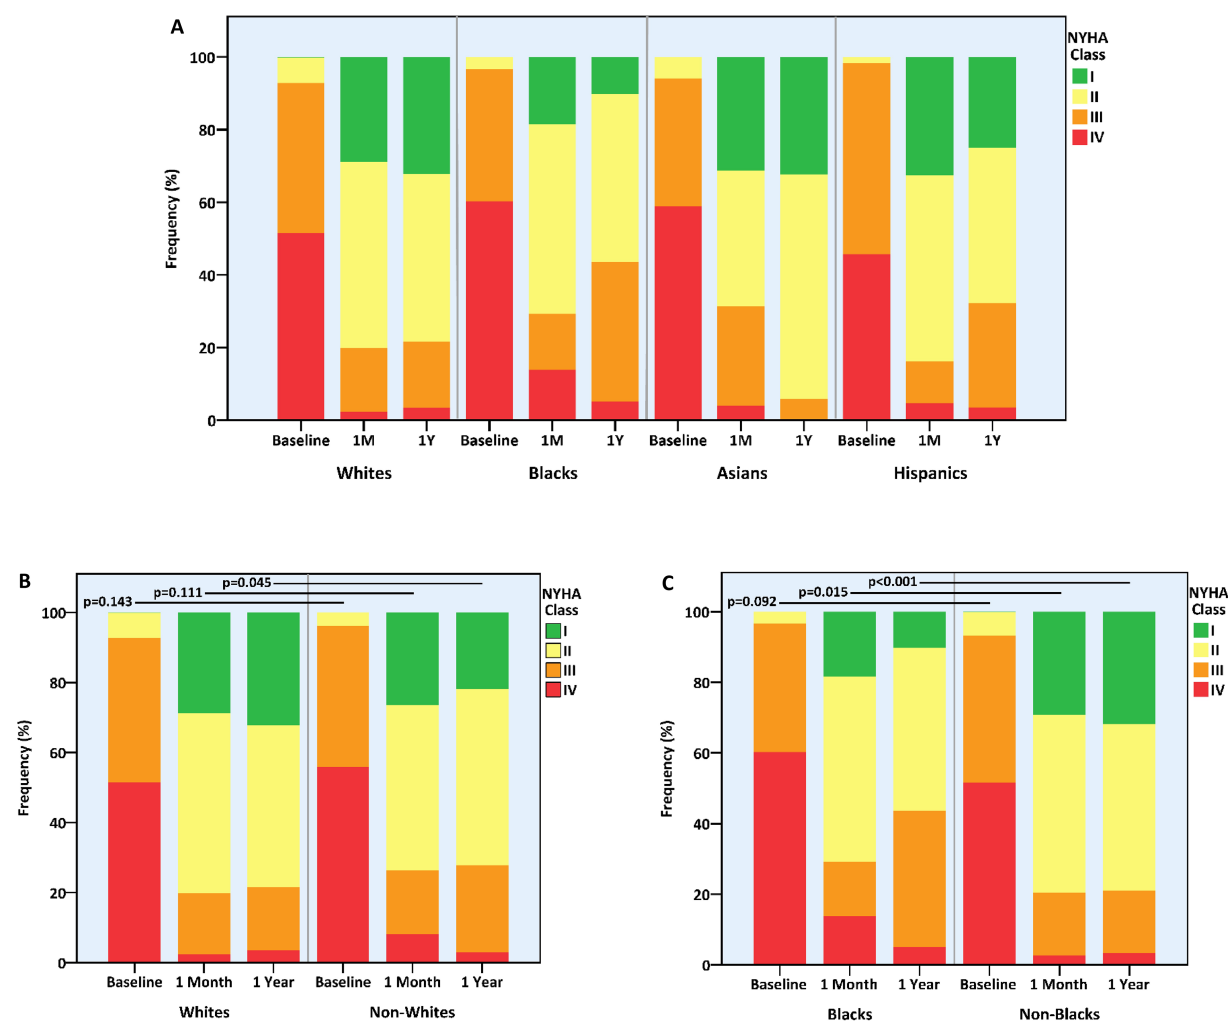 A
NYHA
Class
I
II
III
IV
Frequency (%)
100
80
60
40
20
0
Baseline 1M 1Y Baseline 1M 1Y Baseline 1M 1Y Baseline 1M 1Y
Whites Blacks Asians Hispanics
B
p=0.045
p=0.111
p=0.143
NYHA
Class
I
II
III
IV
Frequency (%)
100
80
60
40
20
0
Baseline 1 Month 1 Year Baseline 1 Month 1 Year
Whites Non-Whites
C
p<0.001
p=0.015
p=0.092
NYHA
Class
I
II
III
IV
Frequency (%)
100
80
60
40
20
0
Baseline 1 Month 1 Year Baseline 1 Month 1 Year
Blacks Non-Blacks